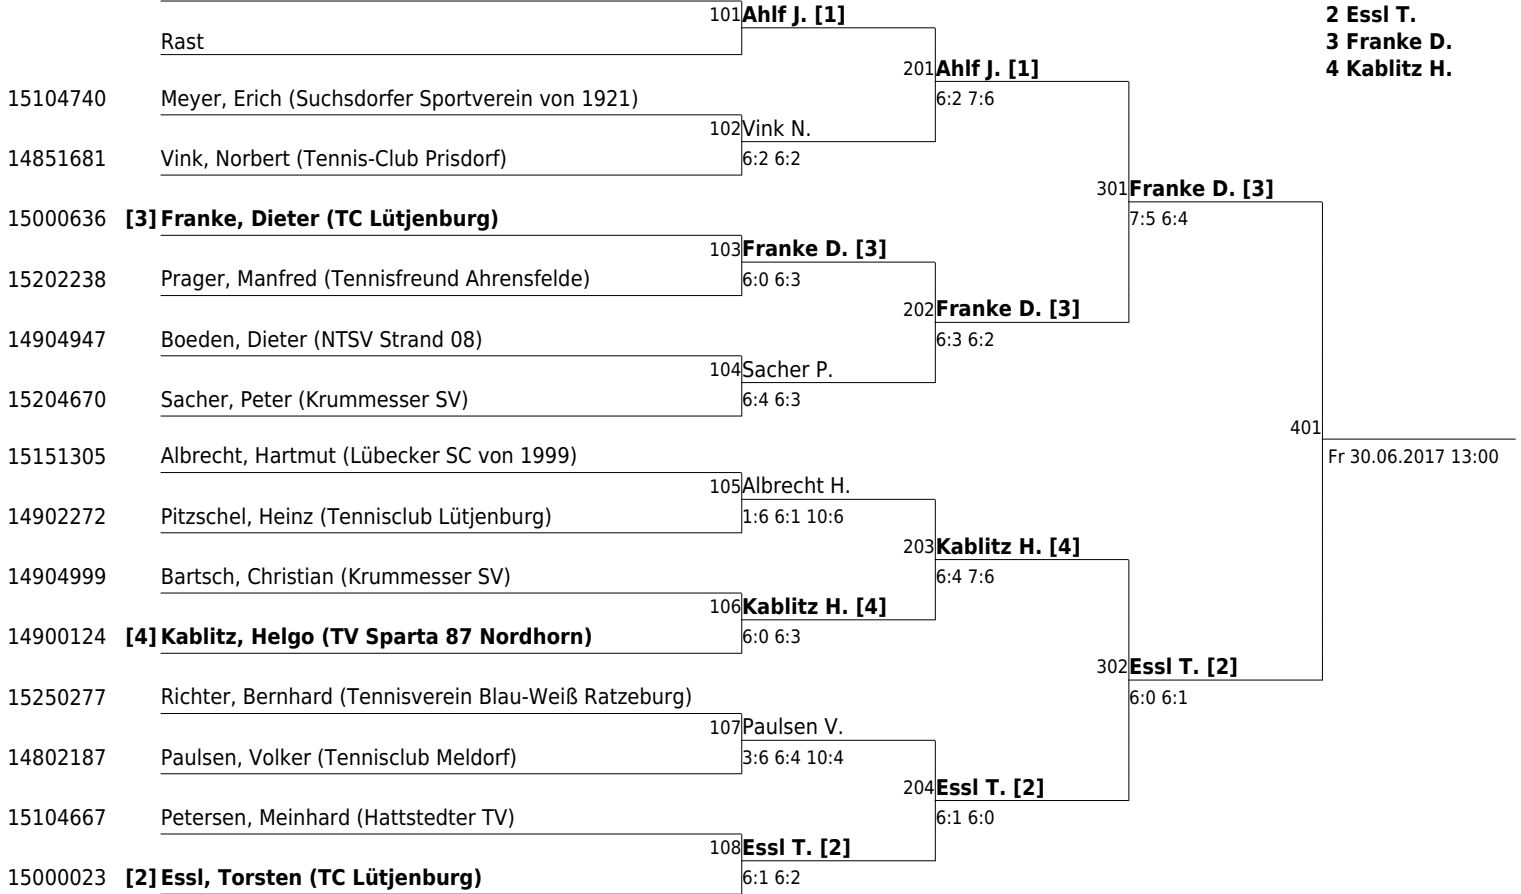 101 Ahlf J. [1]
2 Essl T.
Rast
3 Franke D.
201 Ahlf J. [1]
4 Kablitz H.
15104740 Meyer, Erich (Suchsdorfer Sportverein von 1921)
6:2 7:6
102 Vink N.
14851681 Vink, Norbert (Tennis-Club Prisdorf)
6:2 6:2
301 Franke D. [3]
15000636 [3] Franke, Dieter (TC Lütjenburg)
7:5 6:4
103 Franke D. [3]
15202238 Prager, Manfred (Tennisfreund Ahrensfelde)
6:0 6:3
202 Franke D. [3]
14904947 Boeden, Dieter (NTSV Strand 08)
6:3 6:2
104 Sacher P.
15204670 Sacher, Peter (Krummesser SV)
6:4 6:3
401
15151305 Albrecht, Hartmut (Lübecker SC von 1999)
Fr 30.06.2017 13:00
105 Albrecht H.
14902272 Pitzschel, Heinz (Tennisclub Lütjenburg)
1:6 6:1 10:6
203 Kablitz H. [4]
14904999 Bartsch, Christian (Krummesser SV)
6:4 7:6
106 Kablitz H. [4]
14900124 [4] Kablitz, Helgo (TV Sparta 87 Nordhorn)
6:0 6:3
302 Essl T. [2]
15250277 Richter, Bernhard (Tennisverein Blau-Weiß Ratzeburg)
6:0 6:1
107 Paulsen V.
14802187 Paulsen, Volker (Tennisclub Meldorf)
3:6 6:4 10:4
204 Essl T. [2]
15104667 Petersen, Meinhard (Hattstedter TV)
6:1 6:0
108 Essl T. [2]
15000023 [2] Essl, Torsten (TC Lütjenburg)
6:1 6:2